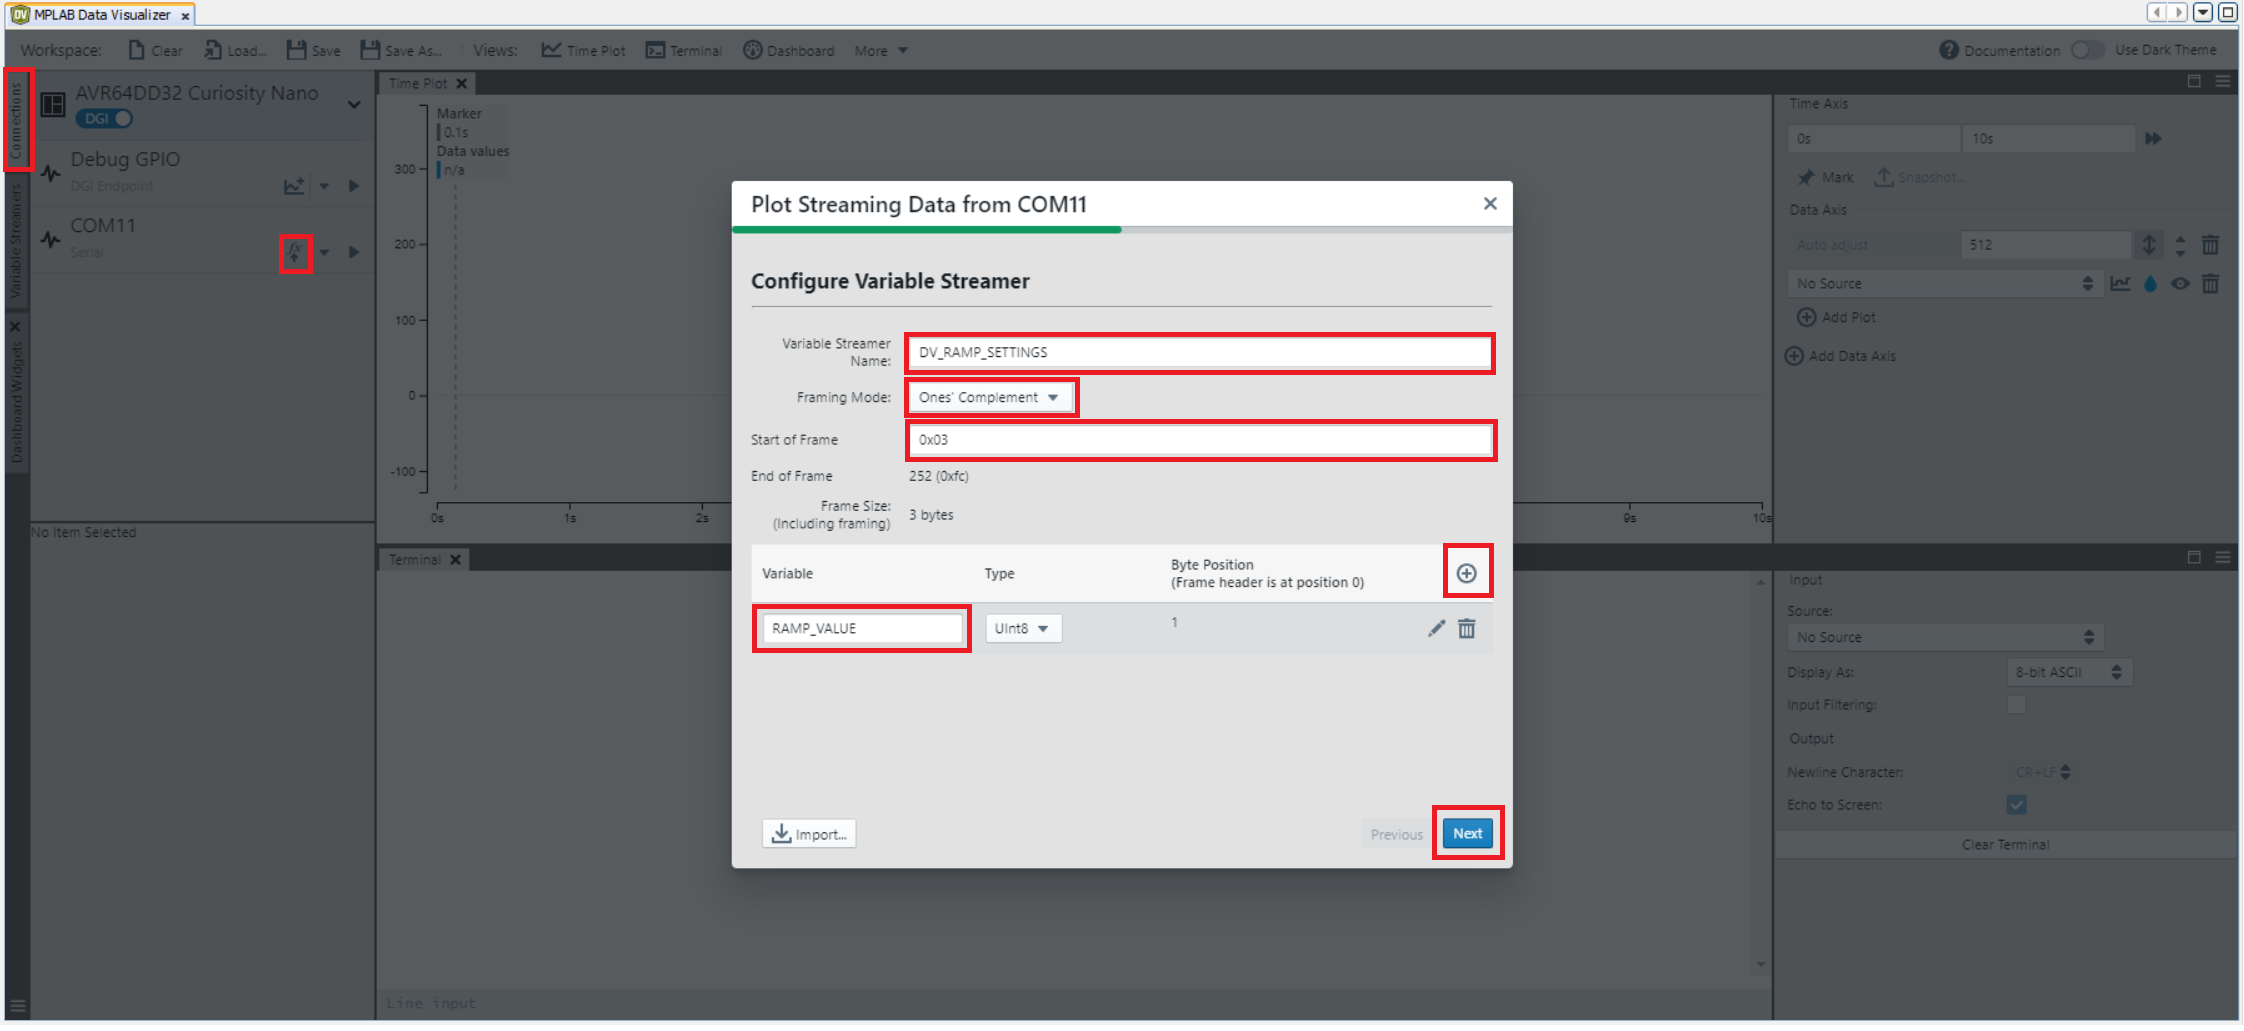 MPLAB Data Visualizer
Workspace: Clear Load... Save Save As... Views: Time Plot Terminal Dashboard More Documentation Use Dark Theme
Connections
Variable Streamers
Dashboard Widgets
AVR64DD32 Curiosity Nano
DGI
Debug GPIO
DGI Endpoint
COM11
Serial
fx
No Item Selected
Time Plot
Marker
0.1s
Data values
n/a
300
200
100
0
-100
0s 1s 2s 9s 10s
Time Axis
0s 10s
Mark Snapshot...
Data Axis
Auto adjust 512
No Source
Add Plot
Add Data Axis
Plot Streaming Data from COM11
Configure Variable Streamer
Variable Streamer
Name: DV_RAMP_SETTINGS
Framing Mode: Ones' Complement
Start of Frame 0x03
End of Frame 252 (0xfc)
Frame Size:
(Including framing) 3 bytes
Variable Type Byte Position
(Frame header is at position 0)
RAMP_VALUE UInt8 1
Import... Previous Next
Terminal
Line input
Input
Source:
No Source
Display As: 8-bit ASCII
Input Filtering:
Output
Newline Character: CR+LF
Echo to Screen:
Clear Terminal